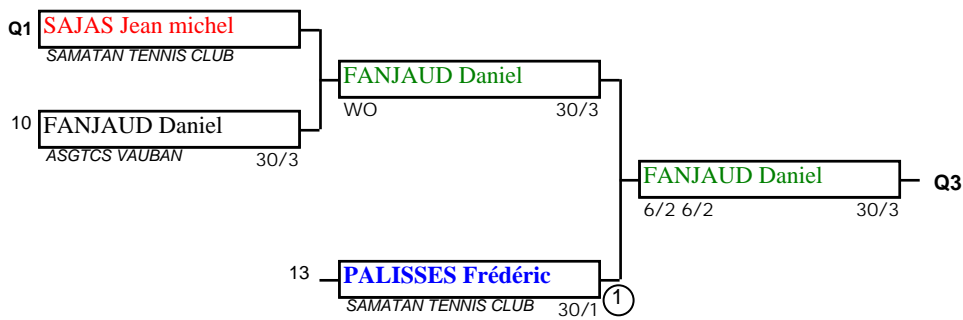 Q1 SAJAS Jean michel
SAMATAN TENNIS CLUB
FANJAUD Daniel
WO 30/3
10 FANJAUD Daniel
ASGTCS VAUBAN 30/3
FANJAUD Daniel Q3
6/2 6/2 30/3
13 PALISSES Frédéric
SAMATAN TENNIS CLUB 30/1 1